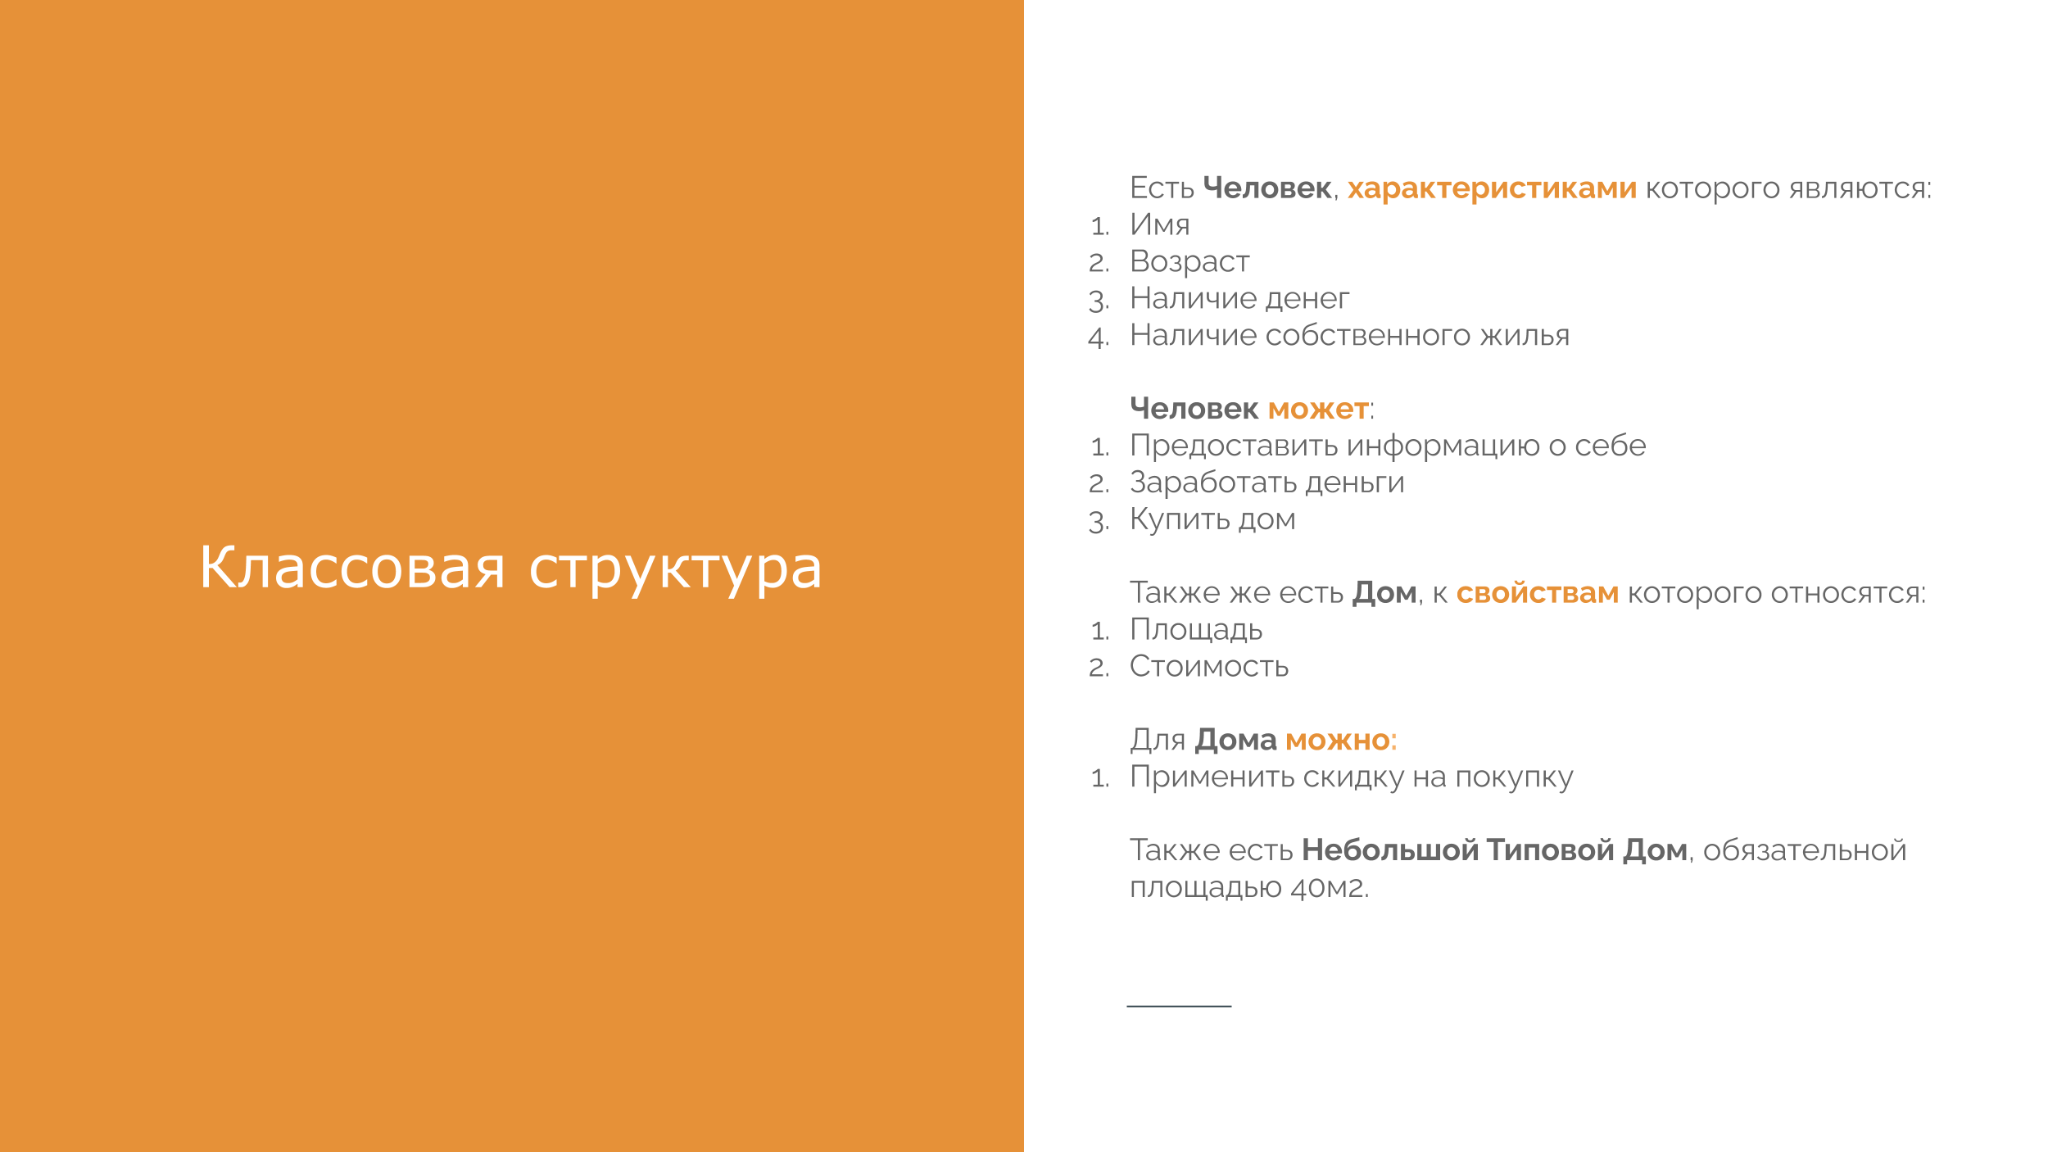 Классовая структура
Есть Человек, характеристиками которого являются:
1. Имя
2. Возраст
3. Наличие денег
4. Наличие собственного жилья
Человек может:
1. Предоставить информацию о себе
2. Заработать деньги
3. Купить дом
Также же есть Дом, к свойствам которого относятся:
1. Площадь
2. Стоимость
Для Дома можно:
1. Применить скидку на покупку
Также есть Небольшой Типовой Дом, обязательной
площадью 40м2.